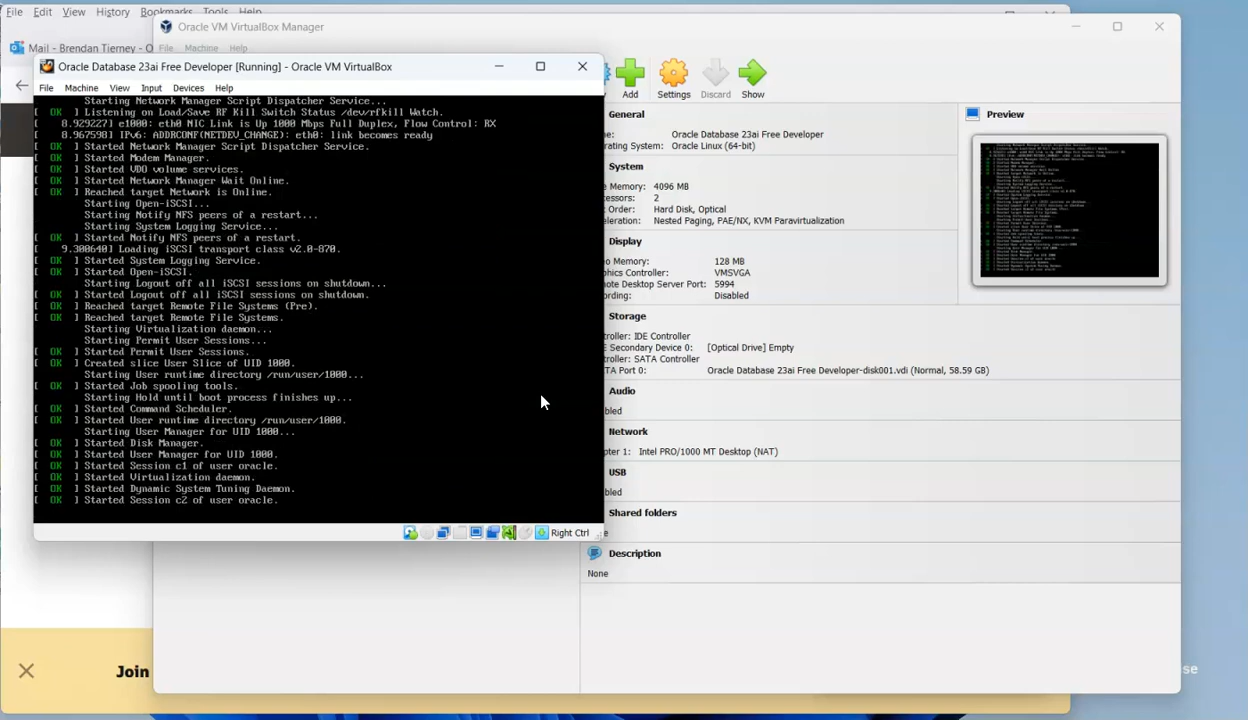 File Edit View History Bookmarks Tools Help
Oracle VM VirtualBox Manager
Mail - Brendan Tierney - O
File Machine Help
Oracle Database 23ai Free Developer [Running] - Oracle VM VirtualBox
File Machine View Input Devices Help
Add Settings Discard Show
Starting Network Manager Script Dispatcher Service...
[ OK ] Listening on Load/Save RF Kill Switch Status /dev/rfkill Watch.
8.929227] e1000: eth0 NIC Link is Up 1000 Mbps Full Duplex, Flow Control: RX
8.967598] IPv6: ADDRCONF(NETDEV_CHANGE): eth0: link becomes ready
[ OK ] Started Network Manager Script Dispatcher Service.
[ OK ] Started Modem Manager.
[ OK ] Started VDO volume services.
[ OK ] Started Network Manager Wait Online.
[ OK ] Reached target Network is Online.
Starting Open-iSCSI...
Starting Notify NFS peers of a restart...
Starting System Logging Service...
[ OK ] Started Notify NFS peers of a restart.
9.300640] Loading iSCSI transport class v2.0-870.
[ OK ] Started System Logging Service.
[ OK ] Started Open-iSCSI.
Starting Logout off all iSCSI sessions on shutdown...
[ OK ] Started Logout off all iSCSI sessions on shutdown.
[ OK ] Reached target Remote File Systems (Pre).
[ OK ] Reached target Remote File Systems.
Starting Virtualization daemon...
Starting Permit User Sessions...
[ OK ] Started Permit User Sessions.
[ OK ] Created slice User Slice of UID 1000.
Starting User runtime directory /run/user/1000...
[ OK ] Started Job spooling tools.
Starting Hold until boot process finishes up...
[ OK ] Started Command Scheduler.
[ OK ] Started User runtime directory /run/user/1000.
Starting User Manager for UID 1000...
[ OK ] Started Disk Manager.
[ OK ] Started User Manager for UID 1000.
[ OK ] Started Session c1 of user oracle.
[ OK ] Started Virtualization daemon.
[ OK ] Started Dynamic System Tuning Daemon.
[ OK ] Started Session c2 of user oracle.
Right Ctrl
General
e: Oracle Database 23ai Free Developer
erating System: Oracle Linux (64-bit)
System
e Memory: 4096 MB
cessors: 2
t Order: Hard Disk, Optical
eleration: Nested Paging, PAE/NX, KVM Paravirtualization
Display
eo Memory: 128 MB
phics Controller: VMSVGA
mote Desktop Server Port: 5994
ording: Disabled
Storage
troller: IDE Controller
E Secondary Device 0: [Optical Drive] Empty
troller: SATA Controller
TA Port 0: Oracle Database 23ai Free Developer-disk001.vdi (Normal, 58.59 GB)
Audio
bled
Network
pter 1: Intel PRO/1000 MT Desktop (NAT)
USB
bled
Shared folders
e
Description
None
Preview
Join
se